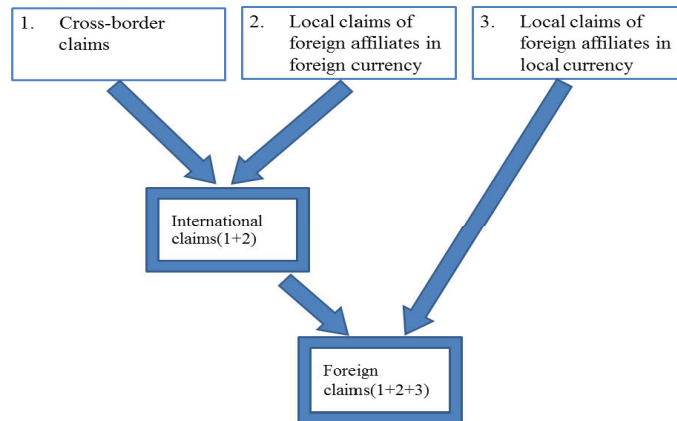 1. Cross-border
claims
2. Local claims of
foreign affiliates in
foreign currency
3. Local claims of
foreign affiliates in
local currency
International
claims(1+2)
Foreign
claims(1+2+3)